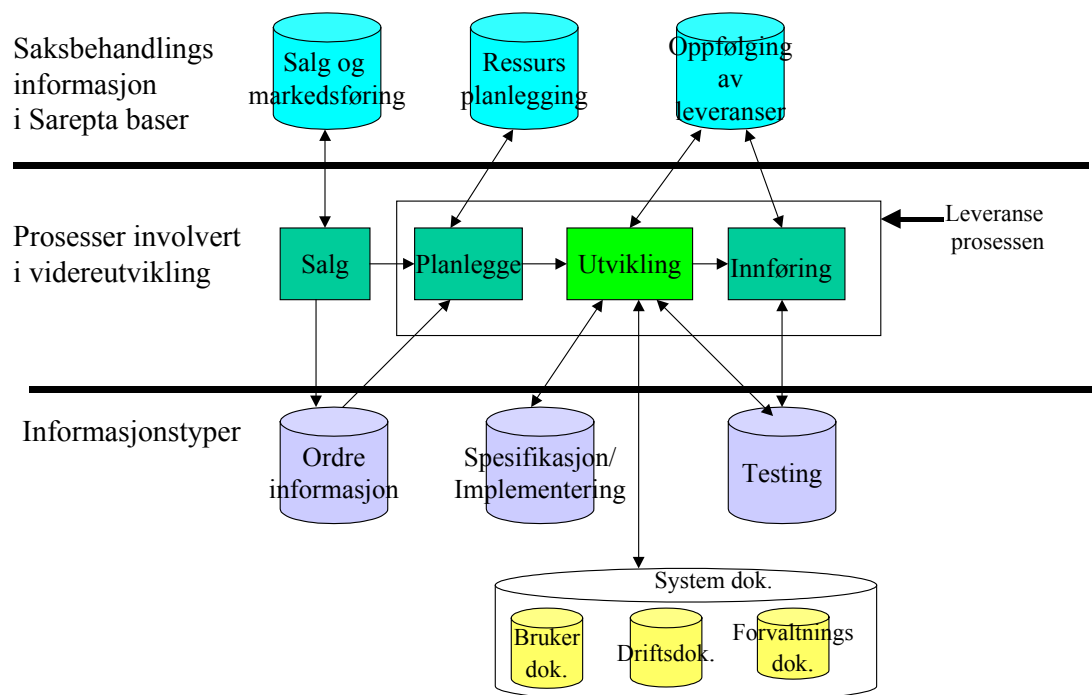 Saksbehandlings
informasjon
i Sarepta baser
Salg og
markedsføring
Ressurs
planlegging
Oppfølging
av
leveranser
Prosesser involvert
i videreutvikling
Salg
Planlegge
Utvikling
Innføring
Leveranse
prosessen
Informasjonstyper
Ordre
informasjon
Spesifikasjon/
Implementering
Testing
System dok.
Bruker
dok.
Driftsdok.
Forvaltnings
dok.